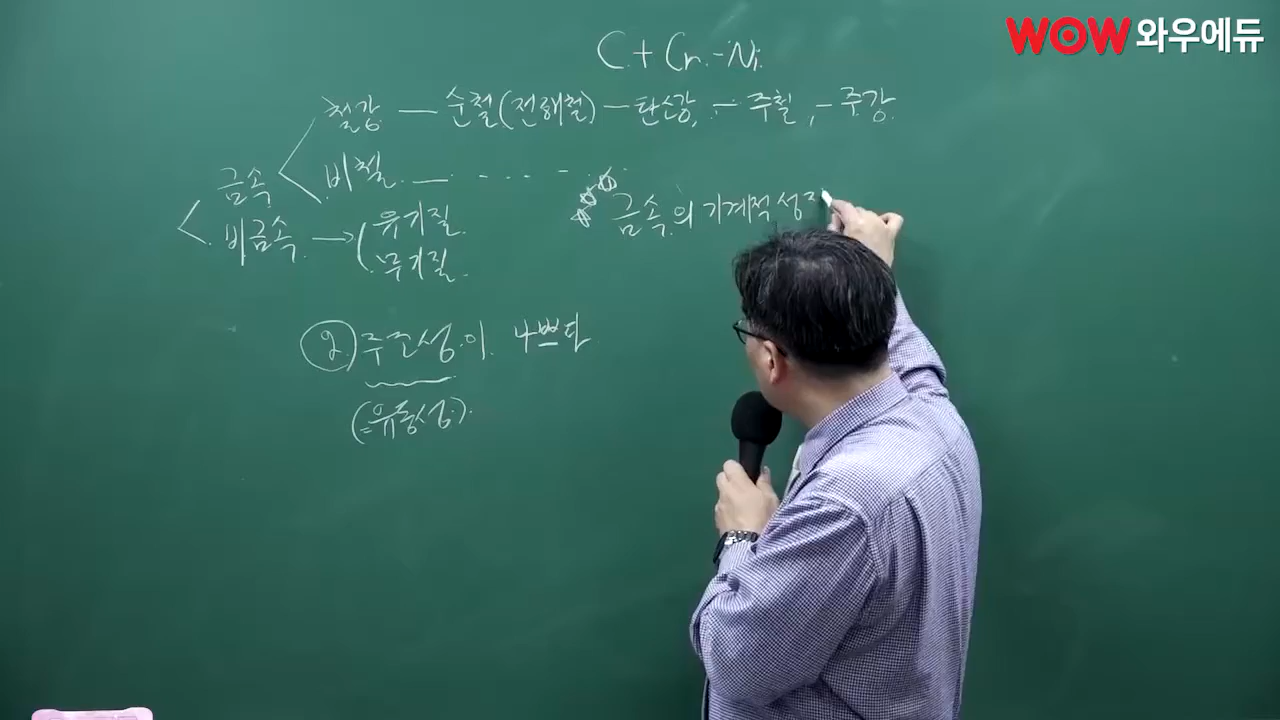 WOW 와우에듀
C + Cr - Ni
철강 — 순철(전해철) — 탄소강, — 주철, — 주강
금속 비철 — - - - -
비금속 → ( 유기질
무기질
금속의 기계적 성
2) 주조성이 나쁘다
(=유동성)